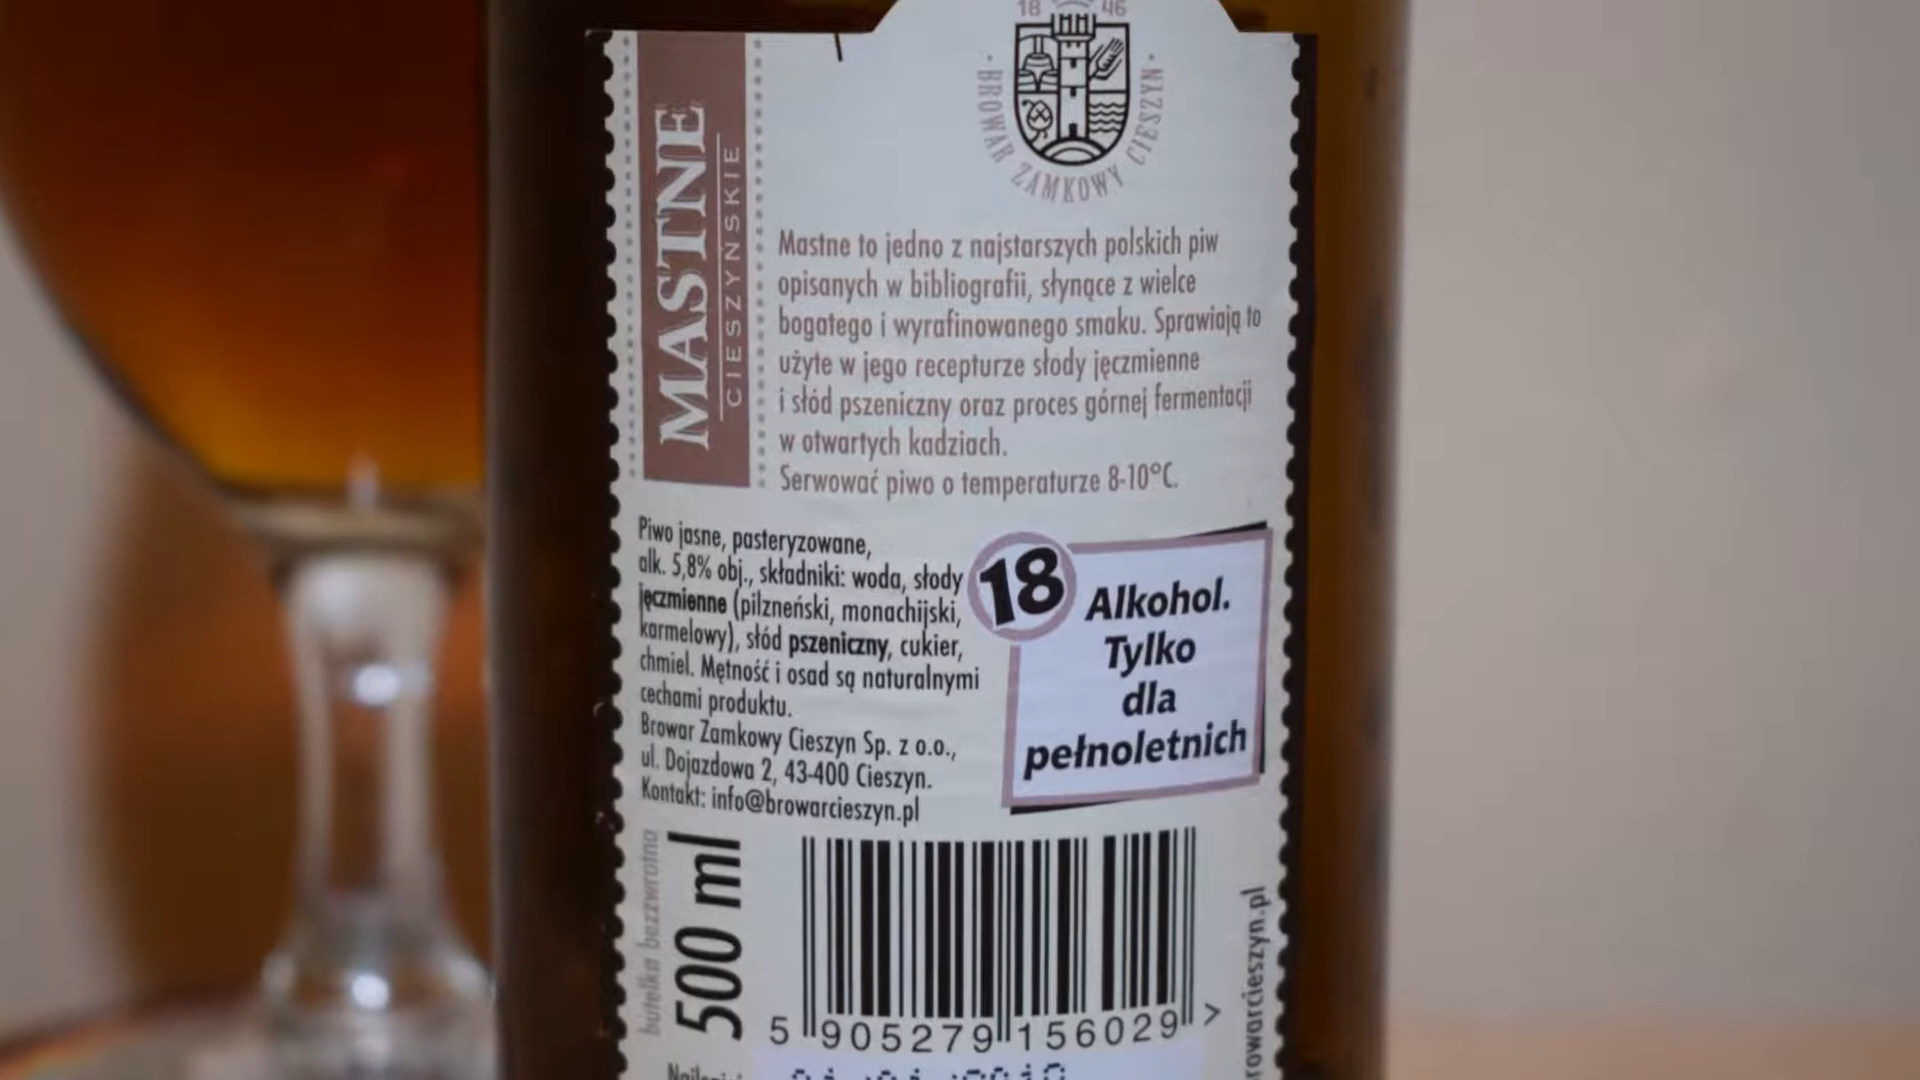 18 46
BROWAR ZAMKOWY CIESZYN
MASTNE
CIESZYŃSKIE
Mastne to jedno z najstarszych polskich piw
opisanych w bibliografii, słynące z wielce
bogatego i wyrafinowanego smaku. Sprawiają to
użyte w jego recepturze słody jęczmienne
i słód pszeniczny oraz proces górnej fermentacji
w otwartych kadziach.
Serwować piwo o temperaturze 8-10°C.
Piwo jasne, pasteryzowane,
alk. 5,8% obj., składniki: woda, słody
jęczmienne (pilzneński, monachijski,
karmelowy), słód pszeniczny, cukier,
chmiel. Mętność i osad są naturalnymi
cechami produktu.
Browar Zamkowy Cieszyn Sp. z o.o.,
ul. Dojazdowa 2, 43-400 Cieszyn.
Kontakt: info@browarcieszyn.pl
18
Alkohol.
Tylko
dla
pełnoletnich
butelka bezzwrotna
500 ml
5 905279 156029 >
rowarcieszyn.pl